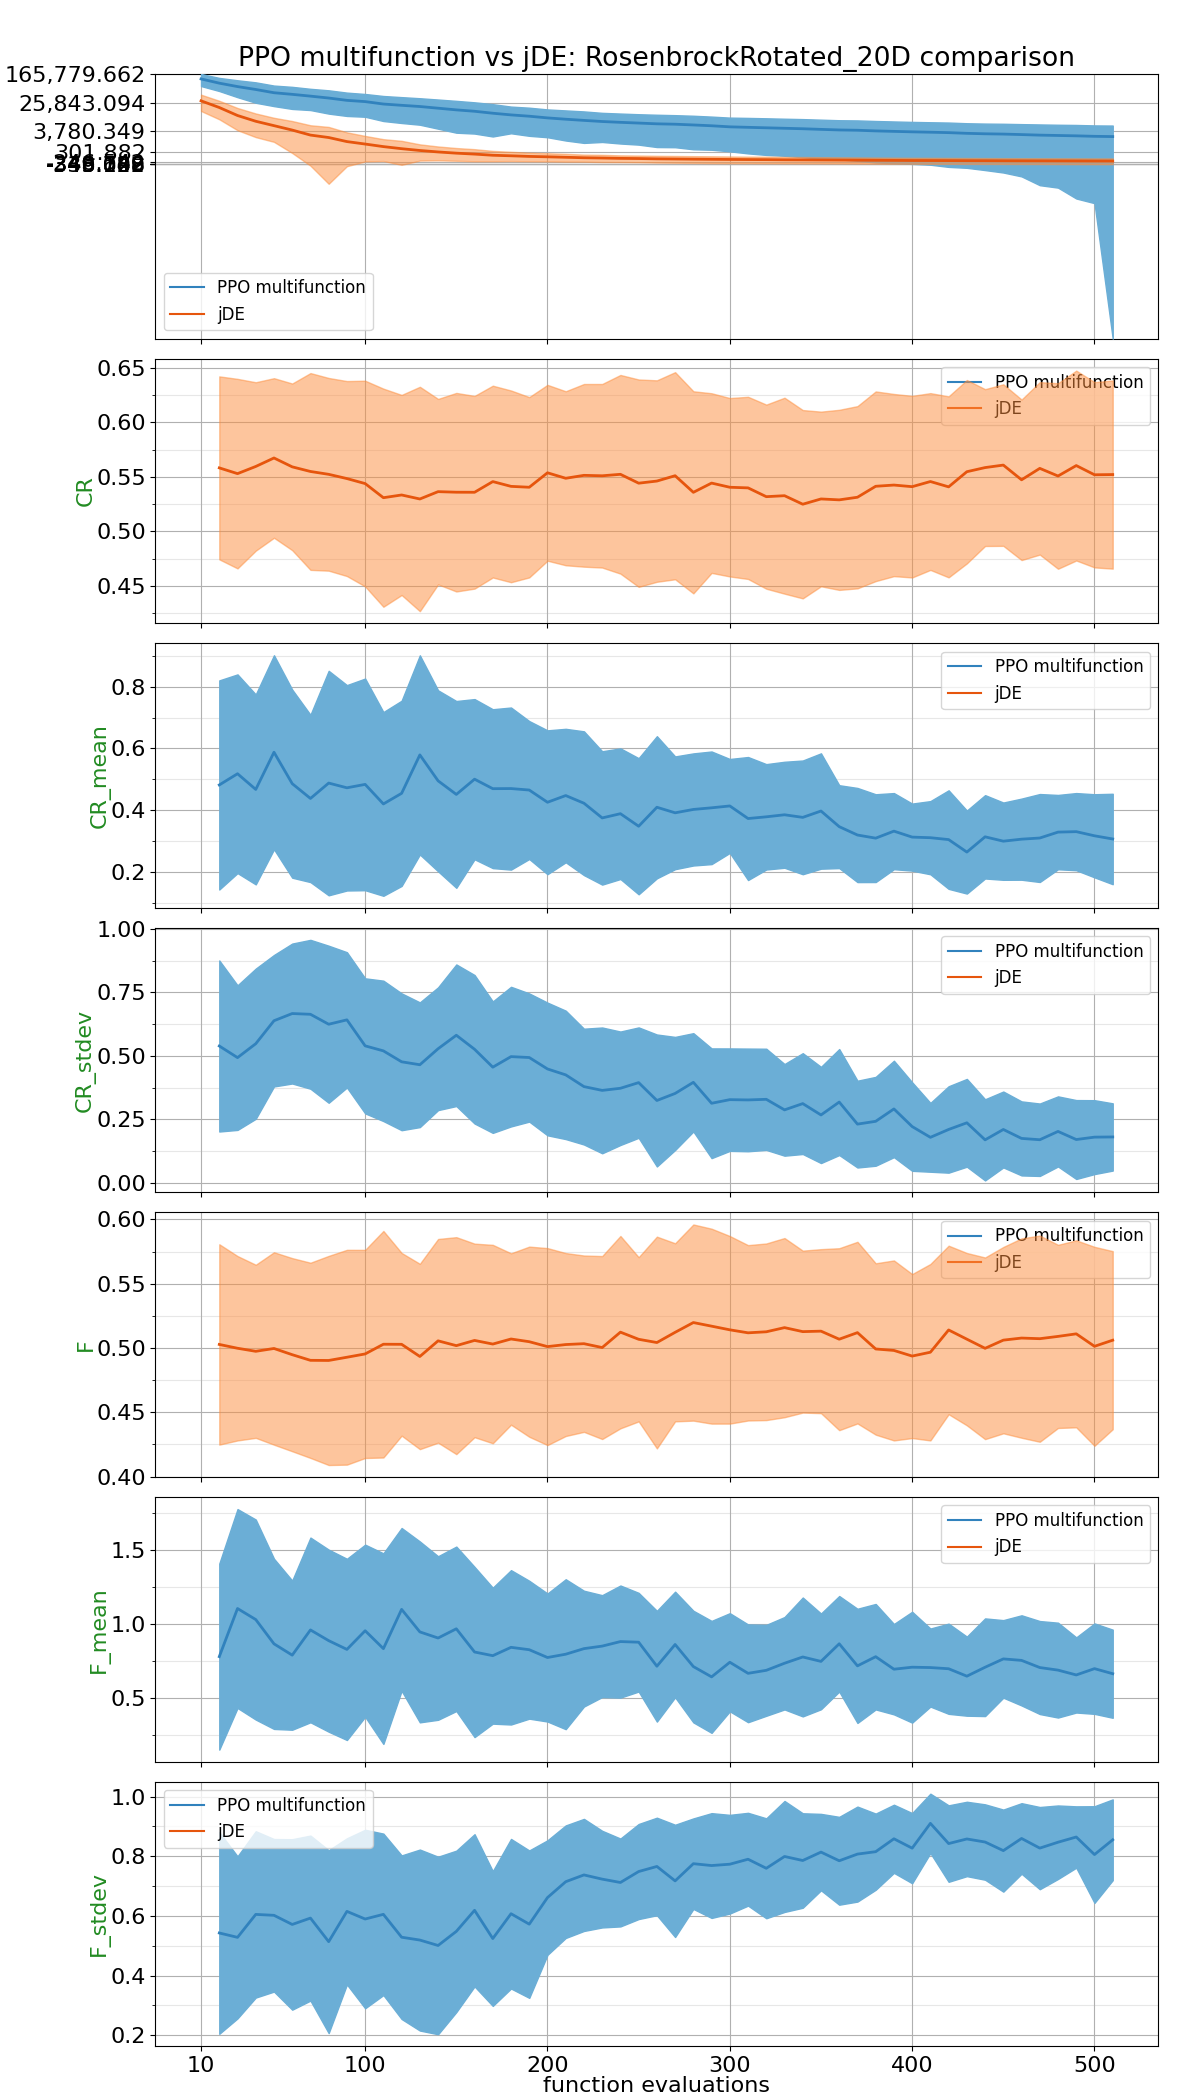 PPO multifunction vs jDE: RosenbrockRotated_20D comparison
165,779.662
25,843.094
3,780.349
301.882
PPO multifunction
jDE
0.65
0.60
0.55
0.50
0.45
CR
PPO multifunction
jDE
0.8
0.6
0.4
0.2
CR_mean
PPO multifunction
jDE
1.00
0.75
0.50
0.25
0.00
CR_stdev
PPO multifunction
jDE
0.60
0.55
0.50
0.45
0.40
F
PPO multifunction
jDE
1.5
1.0
0.5
F_mean
PPO multifunction
jDE
1.0
0.8
0.6
0.4
0.2
F_stdev
PPO multifunction
jDE
10 100 200 300 400 500
function evaluations